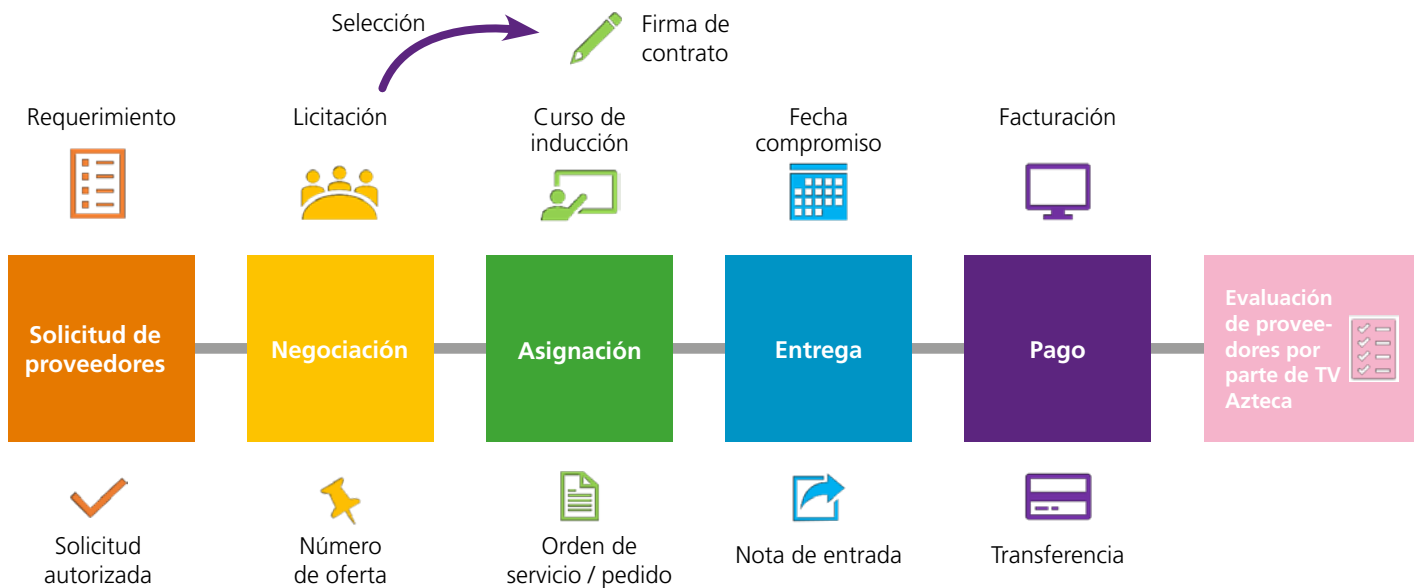 Selección
Firma de
contrato
Requerimiento
Licitación
Curso de
inducción
Fecha
compromiso
Facturación
Solicitud de
proveedores
Negociación
Asignación
Entrega
Pago
Evaluación
de provee-
dores por
parte de TV
Azteca
Solicitud
autorizada
Número
de oferta
Orden de
servicio / pedido
Nota de entrada
Transferencia